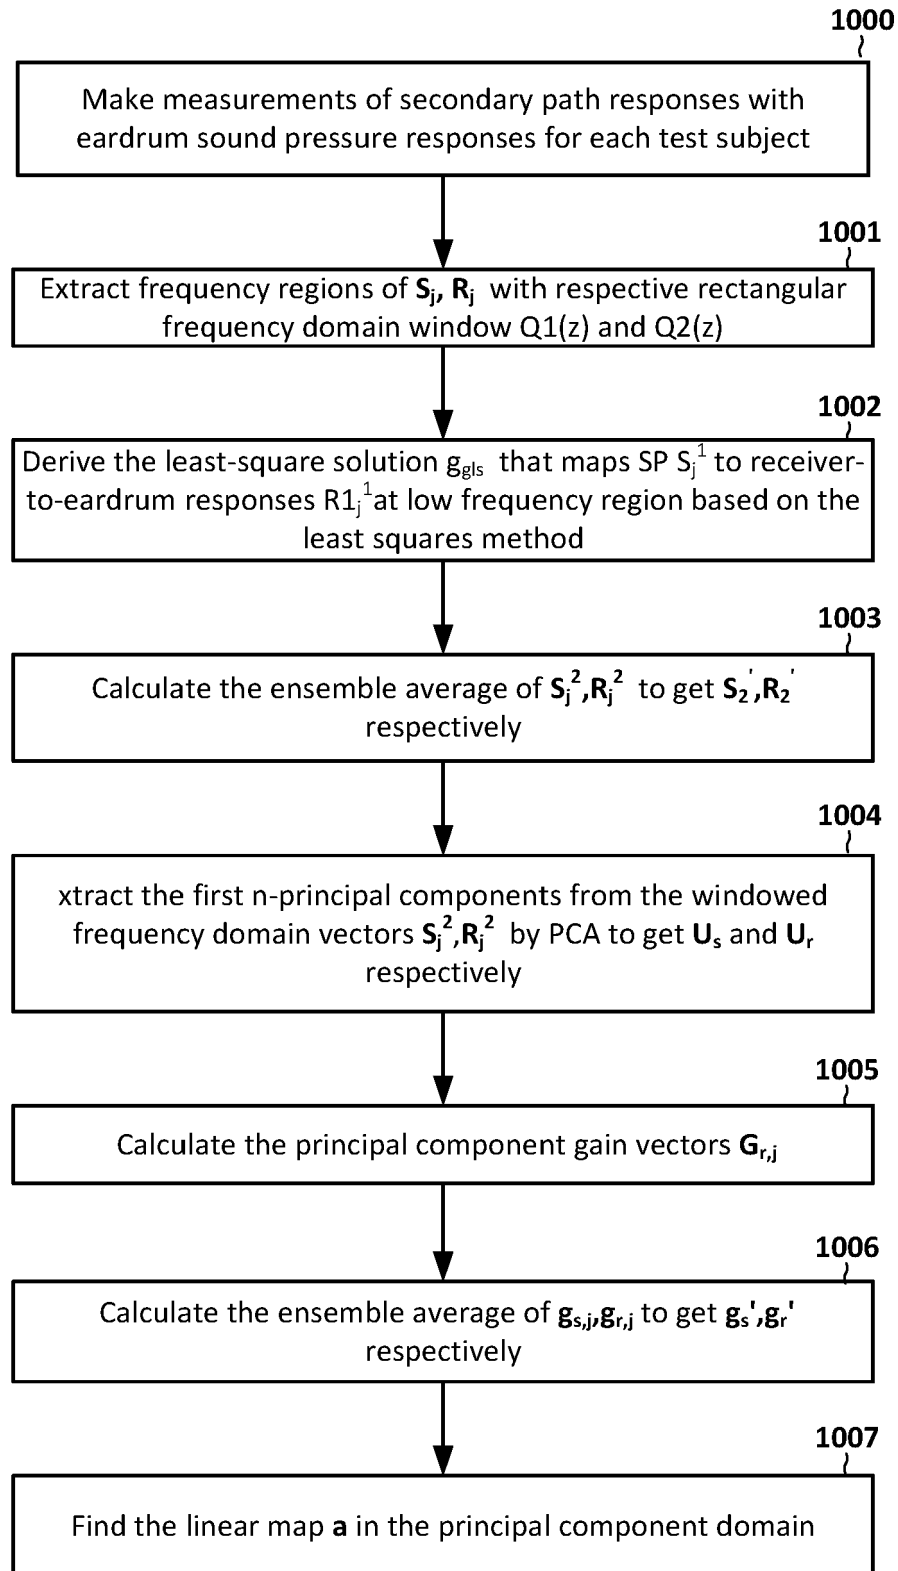 1000
Make measurements of secondary path responses with
eardrum sound pressure responses for each test subject
1001
Extract frequency regions of Sj, Rj with respective rectangular
frequency domain window Q1(z) and Q2(z)
1002
Derive the least-square solution ggls that maps SP Sj¹ to receiver-
to-eardrum responses R1j¹ at low frequency region based on the
least squares method
1003
Calculate the ensemble average of Sj²,Rj² to get S2',R2'
respectively
1004
xtract the first n-principal components from the windowed
frequency domain vectors Sj²,Rj² by PCA to get Us and Ur
respectively
1005
Calculate the principal component gain vectors Gr,j
1006
Calculate the ensemble average of gs,j,gr,j to get gs',gr'
respectively
1007
Find the linear map a in the principal component domain